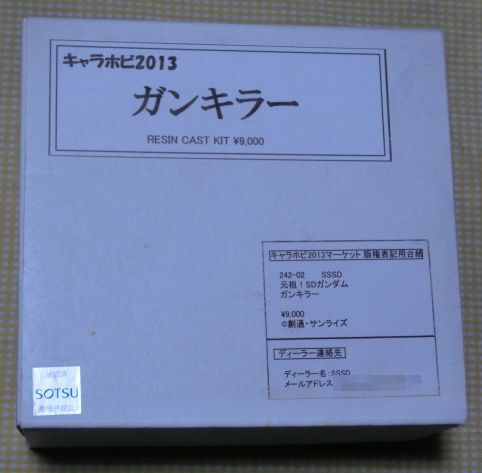 キャラホビ2013
ガンキラー
RESIN CAST KIT ¥9,000
キャラホビ2013マーケット 版権表記用台紙
242-02 SSSD
元祖!SDガンダム
ガンキラー
¥9,000
©創通・サンライズ
ディーラー連絡先
ディーラー名:SSSD
メールアドレス
承認済
SOTSU